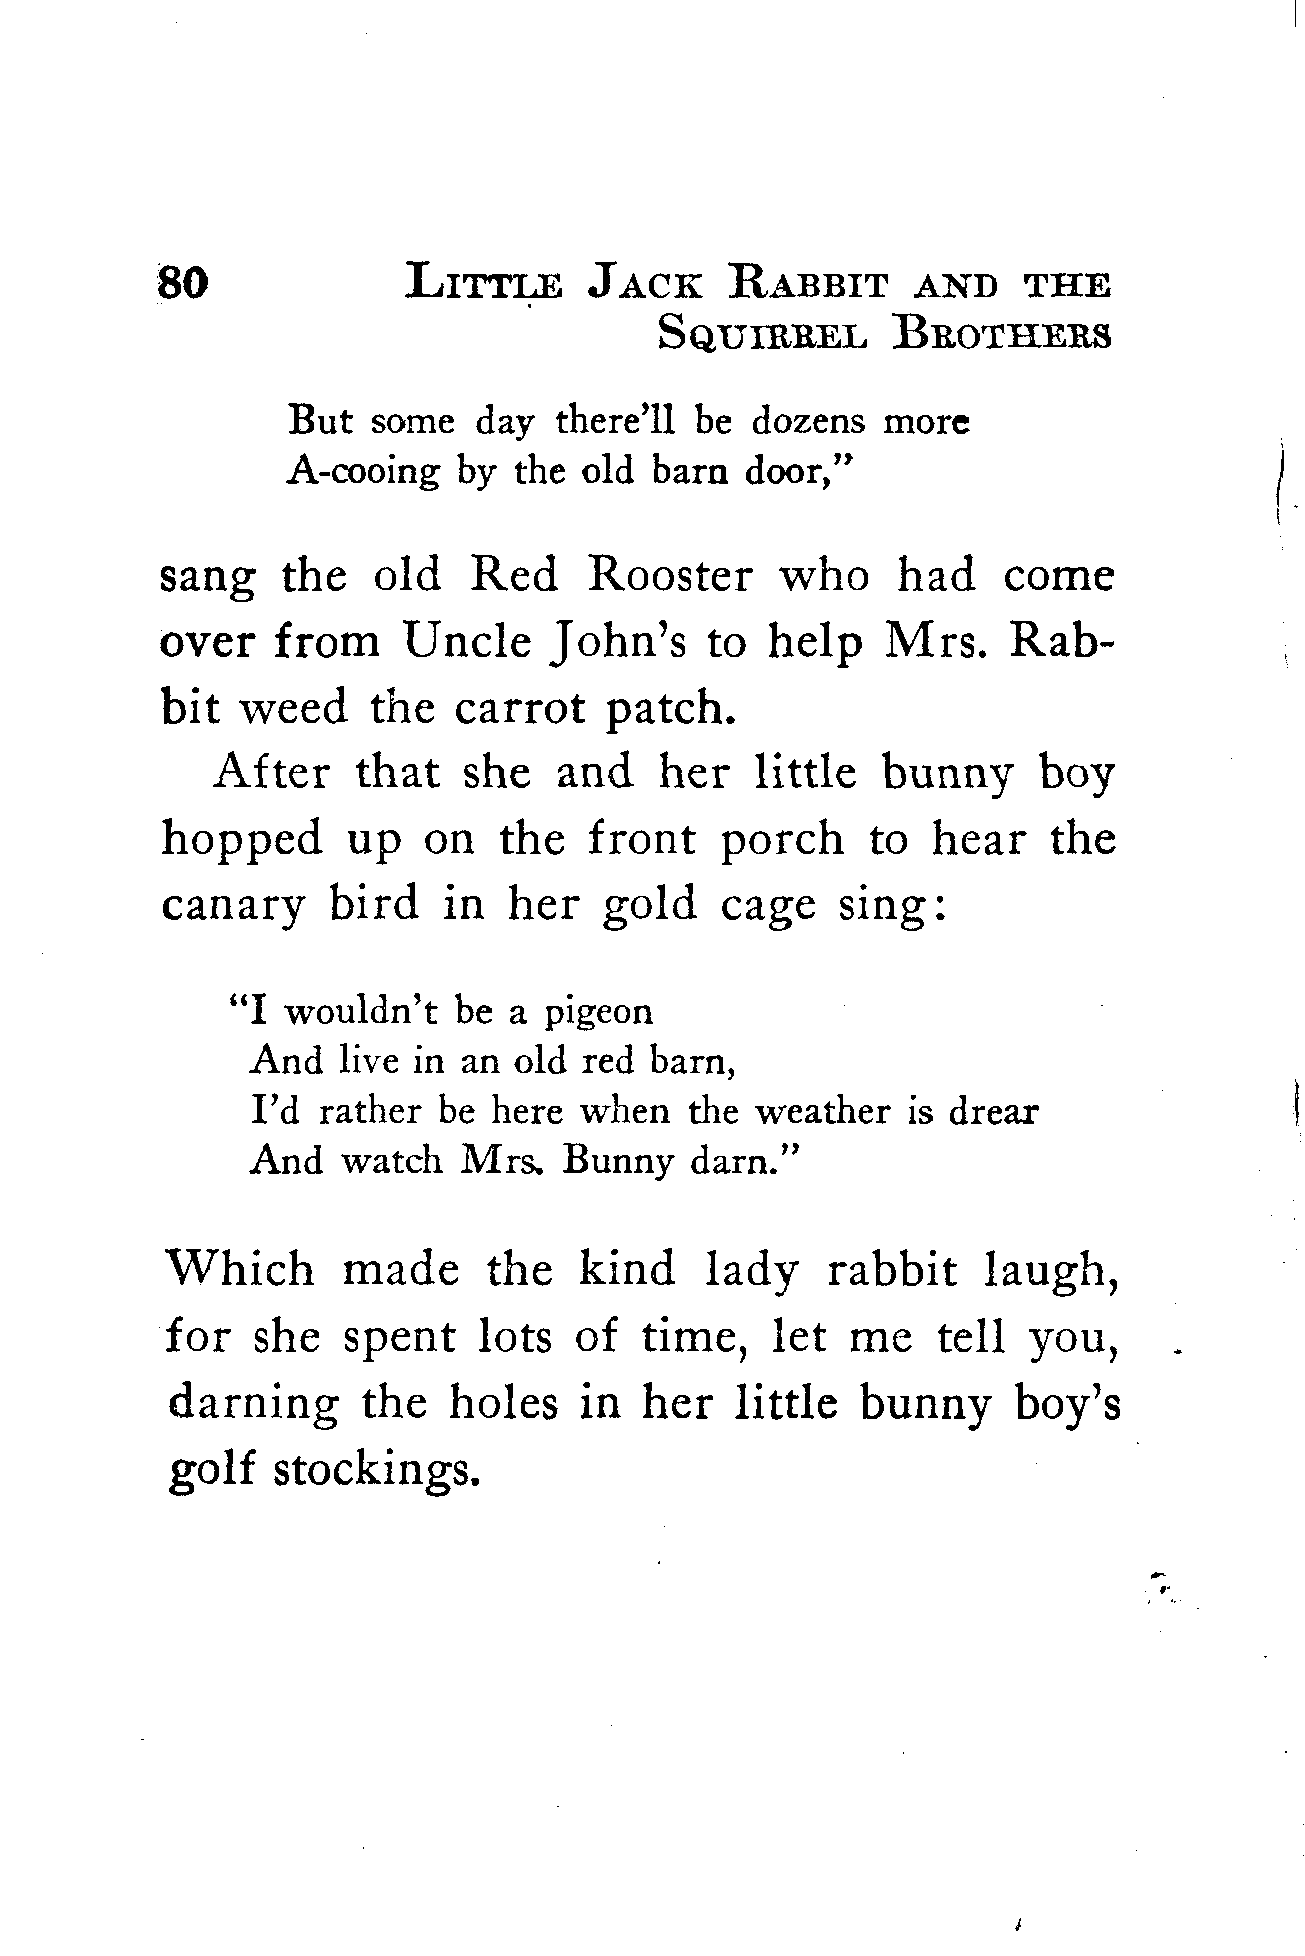 80 LITTLE JACK RABBIT AND THE
SQUIRREL BROTHERS
But some day there'll be dozens more
A-cooing by the old barn door,"
sang the old Red Rooster who had come
over from Uncle John's to help Mrs. Rab-
bit weed the carrot patch.
After that she and her little bunny boy
hopped up on the front porch to hear the
canary bird in her gold cage sing:
"I wouldn't be a pigeon
And live in an old red barn,
I'd rather be here when the weather is drear
And watch Mrs. Bunny darn."
Which made the kind lady rabbit laugh,
for she spent lots of time, let me tell you,
darning the holes in her little bunny boy's
golf stockings.